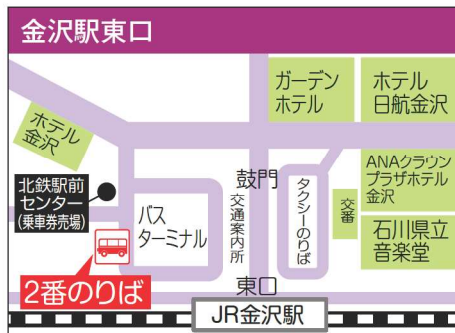 金沢駅東口
ガーデン
ホテル
ホテル
日航金沢
ホテル
金沢
ANAクラウン
プラザホテル
金沢
北鉄駅前
センター
(乗車券売場)
バス
ターミナル
鼓門
交通案内所
タクシーのりば
交番
石川県立
音楽堂
2番のりば
東口
JR金沢駅